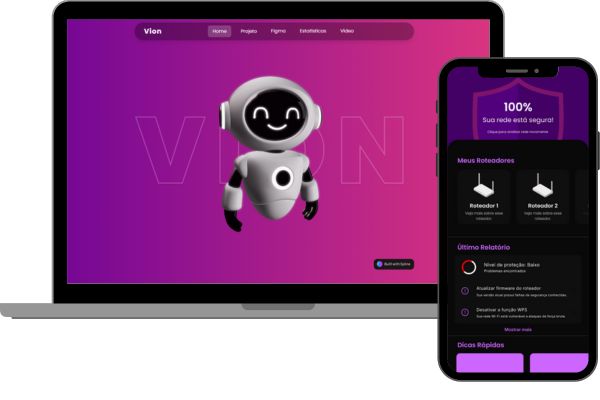 Vion
Home Projeto Figma Estatísticas Video
VION
Built with Spline
100%
Sua rede está segura!
Clique para analisar rede novamente
Meus Roteadores
Roteador 1
Veja mais sobre esse
roteador
Roteador 2
Veja mais sobre esse
roteador
Último Relatório
Nível de proteção: Baixo
Problemas encontrados
Atualizar firmware do roteador
Sua versão atual possui falhas de segurança conhecidas.
Desativar a função WPS
Sua rede Wi-Fi está vulnerável a ataques de força bruta.
Mostrar mais
Dicas Rápidas